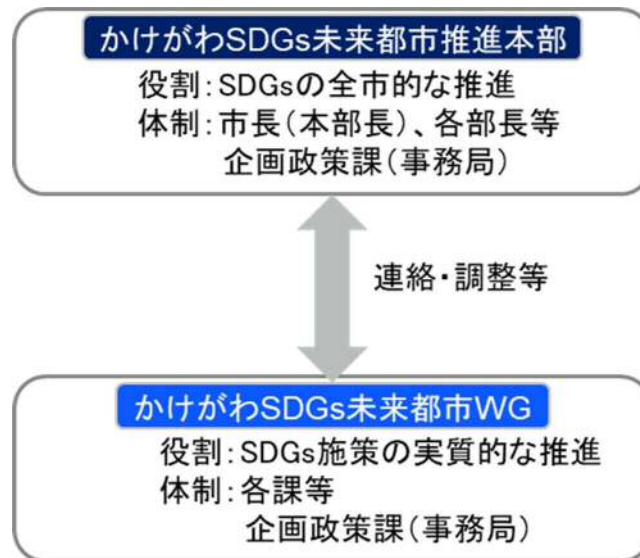 かけがわSDGs未来都市推進本部
役割：SDGsの全市的な推進
体制：市長（本部長）、各部長等
企画政策課（事務局）
連絡・調整等
かけがわSDGs未来都市WG
役割：SDGs施策の実質的な推進
体制：各課等
企画政策課（事務局）